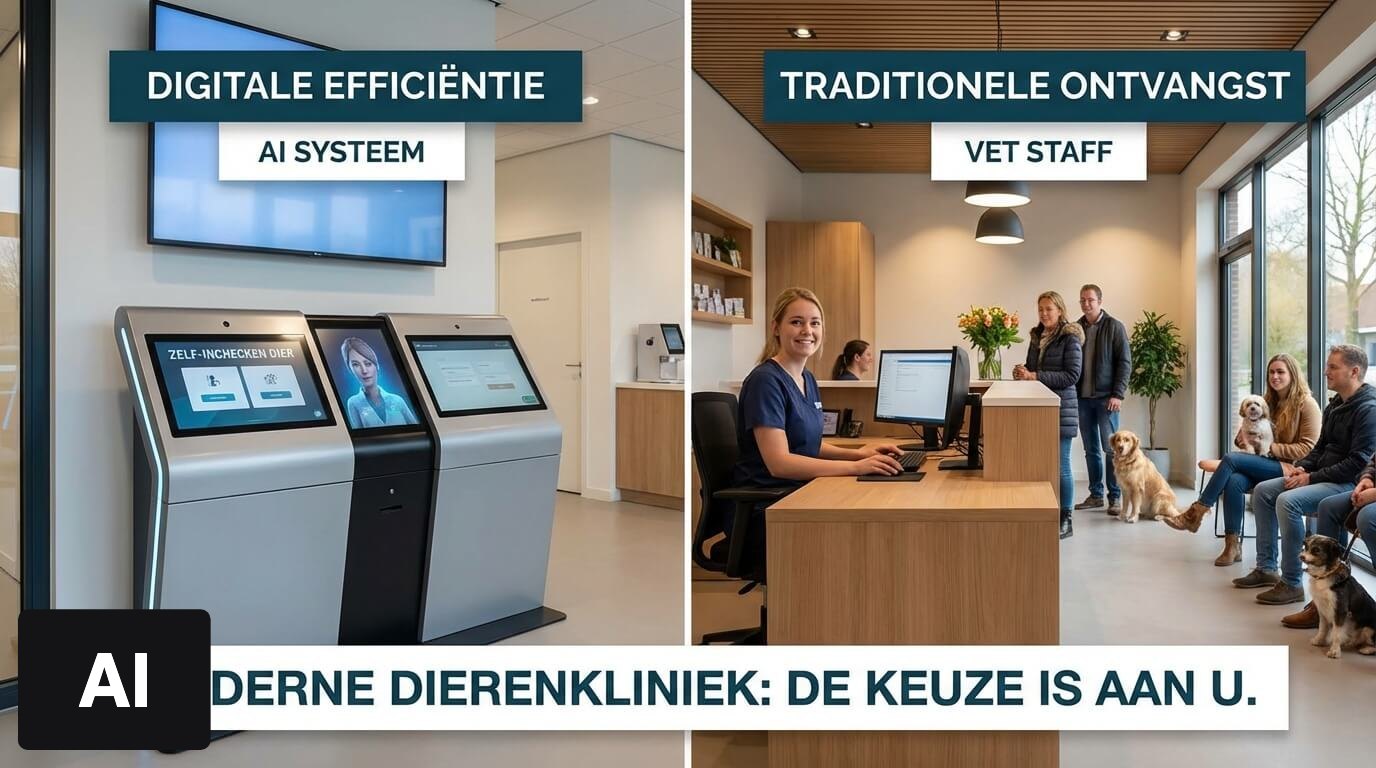 DIGITALE EFFICIËNTIE
AI SYSTEEM
TRADITIONELE ONTVANGST
VET STAFF
ZELF-INCHECKEN DIER
AI
DERNE DIERENKLINIEK: DE KEUZE IS AAN U.